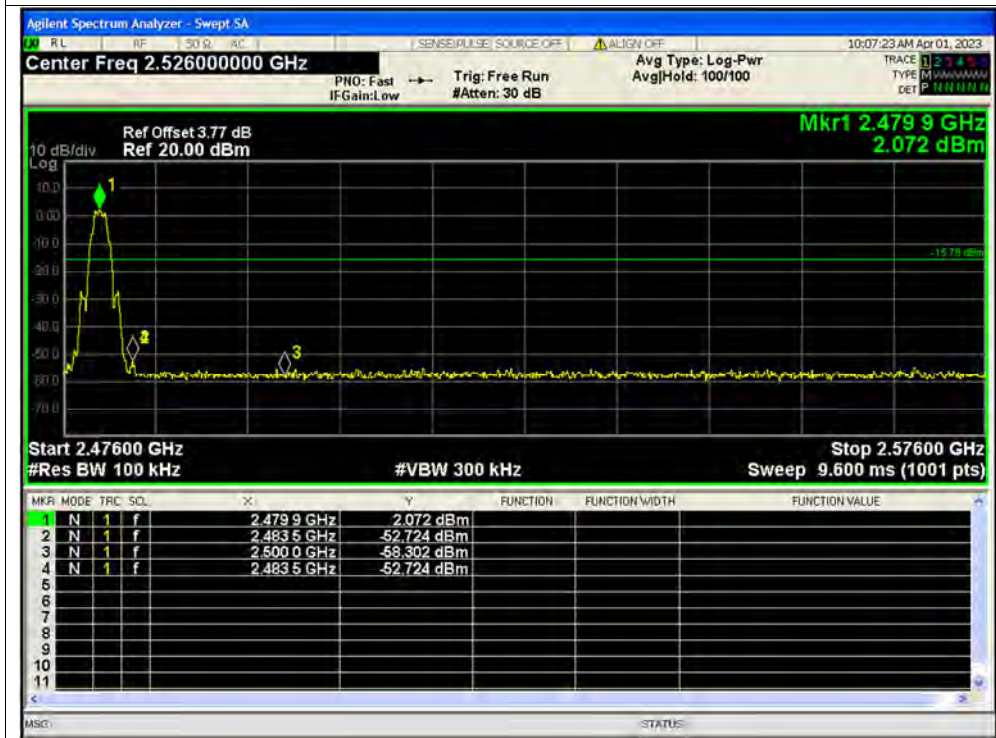 Agilent Spectrum Analyzer - Swept SA
RL RF 50 Ω AC SENSE:PULSE SOURCE OFF ALIGN OFF 10:07:23 AM Apr 01, 2023
Center Freq 2.526000000 GHz
PNO: Fast
IFGain:Low
Trig: Free Run
#Atten: 30 dB
Avg Type: Log-Pwr
Avg|Hold: 100/100
TRACE 1 2 3 4 5 6
TYPE M
DET P N N N N N
Mkr1 2.479 9 GHz
2.072 dBm
Ref Offset 3.77 dB
10 dB/div Ref 20.00 dBm
Log
10.0
0.00
-10.0
-20.0
-30.0
-40.0
-50.0
-60.0
-70.0
1
3
-15.78 dBm
Start 2.47600 GHz Stop 2.57600 GHz
#Res BW 100 kHz #VBW 300 kHz Sweep 9.600 ms (1001 pts)
MKR MODE TRC SCL X Y FUNCTION FUNCTION WIDTH FUNCTION VALUE
1 N 1 f 2.479 9 GHz 2.072 dBm
2 N 1 f 2.483 5 GHz -52.724 dBm
3 N 1 f 2.500 0 GHz -58.302 dBm
4 N 1 f 2.483 5 GHz -52.724 dBm
5
6
7
8
9
10
11
MSG STATUS